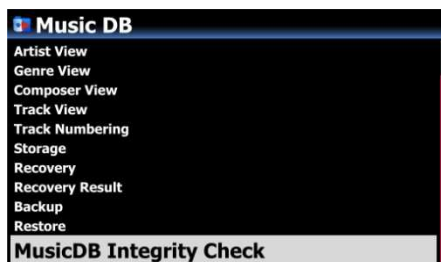 Music DB
Artist View
Genre View
Composer View
Track View
Track Numbering
Storage
Recovery
Recovery Result
Backup
Restore
MusicDB Integrity Check